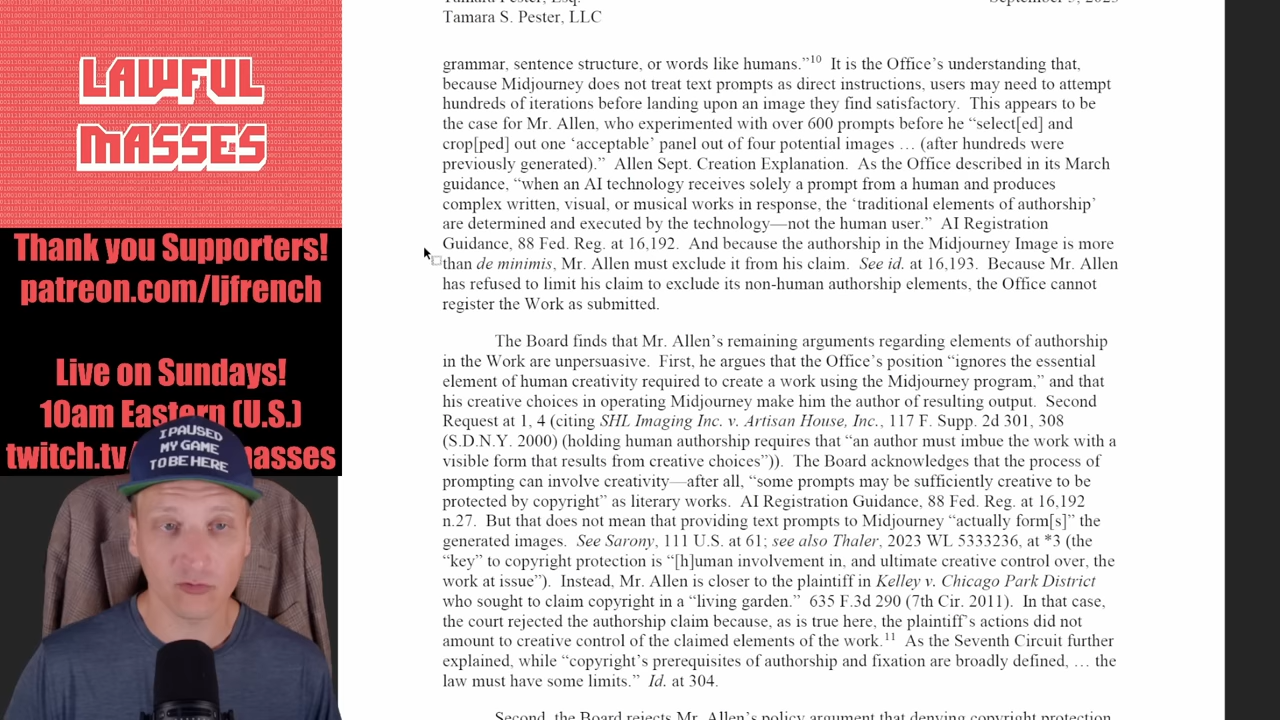 LAWFUL
MASSES
Thank you Supporters!
patreon.com/ljfrench
Live on Sundays!
10am Eastern (U.S.)
twitch.tv/
asses
I PAUSED
MY GAME
TO BE HERE
Tamara S. Pester, LLC
grammar, sentence structure, or words like humans.”10 It is the Office’s understanding that,
because Midjourney does not treat text prompts as direct instructions, users may need to attempt
hundreds of iterations before landing upon an image they find satisfactory. This appears to be
the case for Mr. Allen, who experimented with over 600 prompts before he “select[ed] and
crop[ped] out one ‘acceptable’ panel out of four potential images … (after hundreds were
previously generated).” Allen Sept. Creation Explanation. As the Office described in its March
guidance, “when an AI technology receives solely a prompt from a human and produces
complex written, visual, or musical works in response, the ‘traditional elements of authorship’
are determined and executed by the technology—not the human user.” AI Registration
Guidance, 88 Fed. Reg. at 16,192. And because the authorship in the Midjourney Image is more
than de minimis, Mr. Allen must exclude it from his claim. See id. at 16,193. Because Mr. Allen
has refused to limit his claim to exclude its non-human authorship elements, the Office cannot
register the Work as submitted.
The Board finds that Mr. Allen’s remaining arguments regarding elements of authorship
in the Work are unpersuasive. First, he argues that the Office’s position “ignores the essential
element of human creativity required to create a work using the Midjourney program,” and that
his creative choices in operating Midjourney make him the author of resulting output. Second
Request at 1, 4 (citing SHL Imaging Inc. v. Artisan House, Inc., 117 F. Supp. 2d 301, 308
(S.D.N.Y. 2000) (holding human authorship requires that “an author must imbue the work with a
visible form that results from creative choices”)). The Board acknowledges that the process of
prompting can involve creativity—after all, “some prompts may be sufficiently creative to be
protected by copyright” as literary works. AI Registration Guidance, 88 Fed. Reg. at 16,192
n.27. But that does not mean that providing text prompts to Midjourney “actually form[s]” the
generated images. See Sarony, 111 U.S. at 61; see also Thaler, 2023 WL 5333236, at *3 (the
“key” to copyright protection is “[h]uman involvement in, and ultimate creative control over, the
work at issue”). Instead, Mr. Allen is closer to the plaintiff in Kelley v. Chicago Park District
who sought to claim copyright in a “living garden.” 635 F.3d 290 (7th Cir. 2011). In that case,
the court rejected the authorship claim because, as is true here, the plaintiff’s actions did not
amount to creative control of the claimed elements of the work.11 As the Seventh Circuit further
explained, while “copyright’s prerequisites of authorship and fixation are broadly defined, … the
law must have some limits.” Id. at 304.
Second, the Board rejects Mr. Allen’s policy argument that denying copyright protection